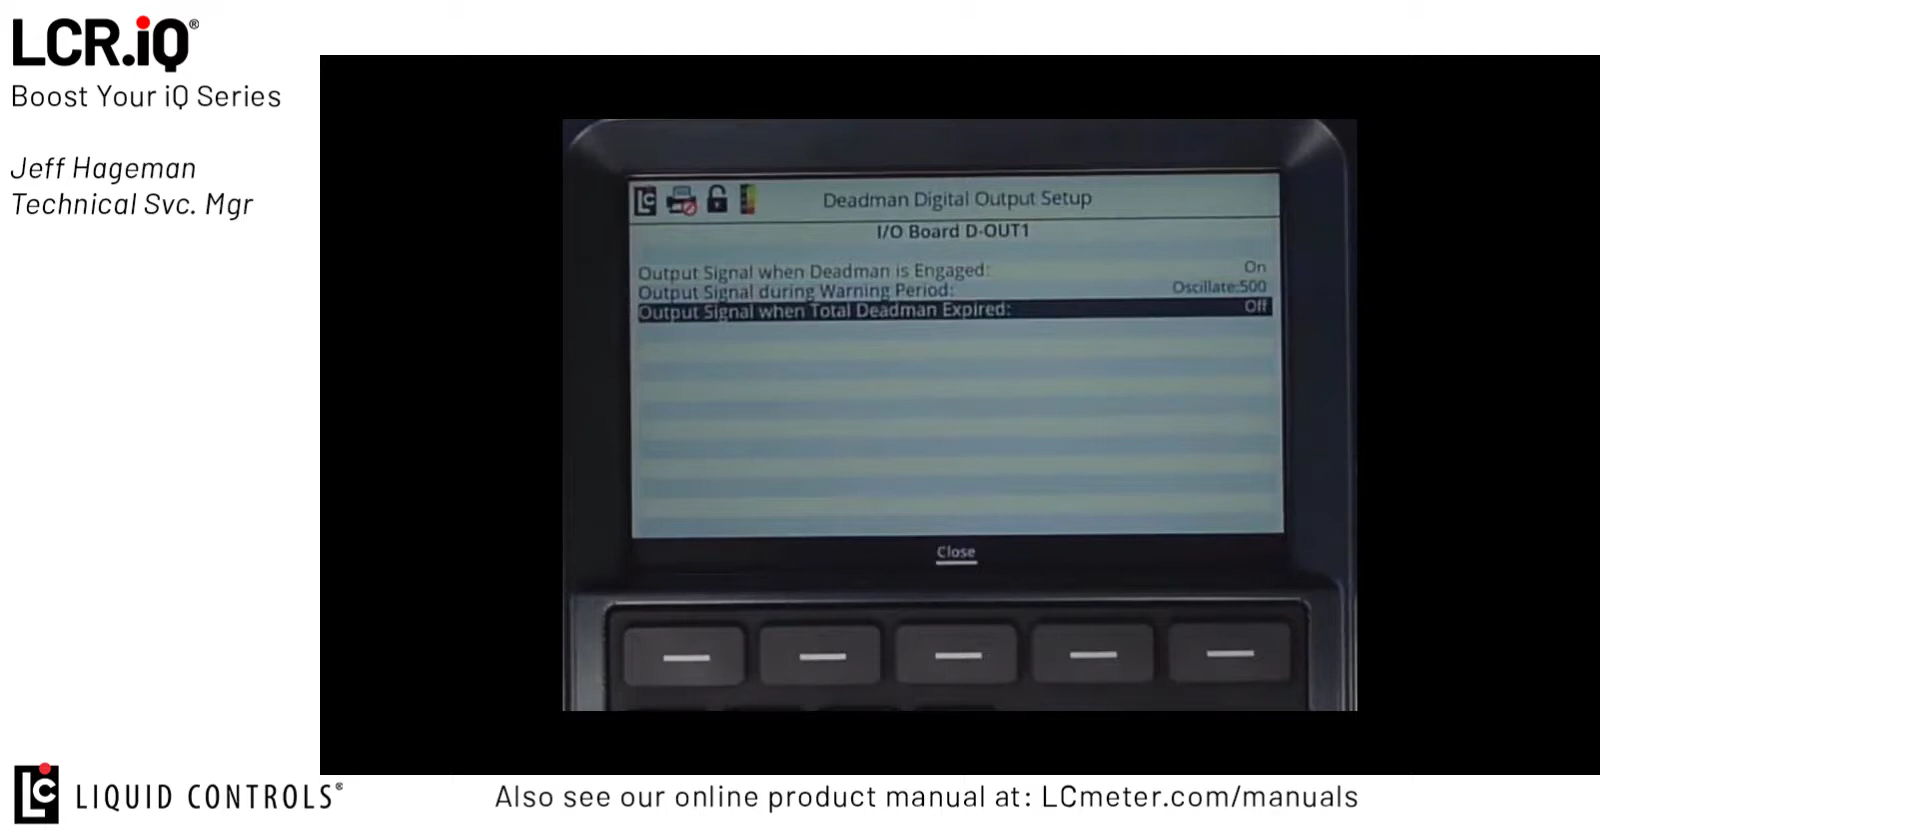 LCR.iQ®
Boost Your iQ Series
Jeff Hageman
Technical Svc. Mgr
LC
Deadman Digital Output Setup
I/O Board D-OUT1
Output Signal when Deadman is Engaged: On
Output Signal during Warning Period: Oscillate:500
Output Signal when Total Deadman Expired: Off
Close
LC LIQUID CONTROLS®
Also see our online product manual at: LCmeter.com/manuals